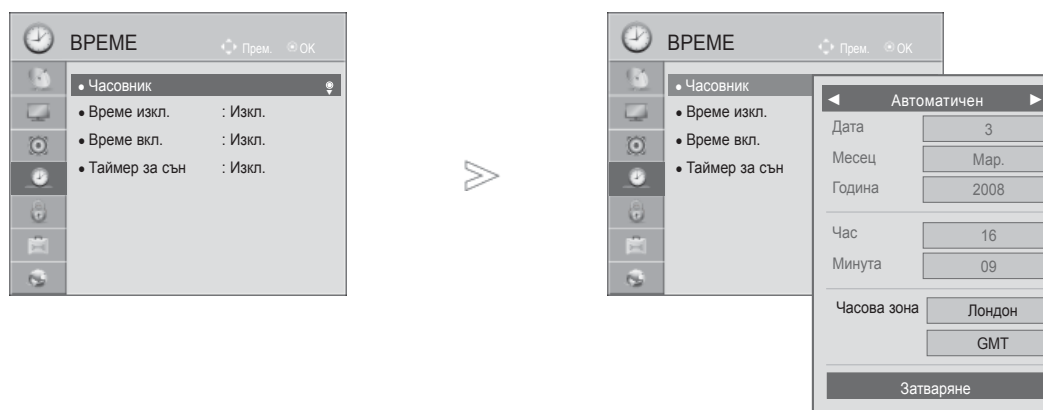 ВРЕМЕ Прем. OK
• Часовник
• Време изкл. : Изкл.
• Време вкл. : Изкл.
• Таймер за сън : Изкл.
ВРЕМЕ Прем. OK
• Часовник
• Време изкл.
• Време вкл.
• Таймер за сън
◄ Автоматичен ►
Дата 3
Месец Мар.
Година 2008
Час 16
Минута 09
Часова зона Лондон
GMT
Затваряне